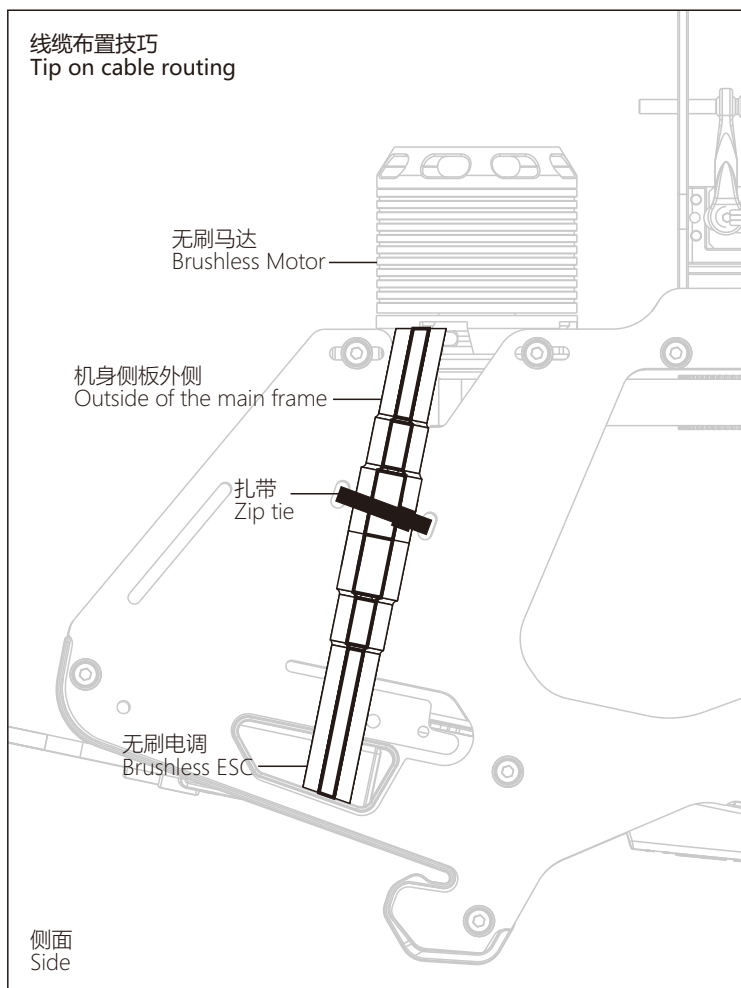 线缆布置技巧
Tip on cable routing
无刷马达
Brushless Motor
机身侧板外侧
Outside of the main frame
扎带
Zip tie
无刷电调
Brushless ESC
侧面
Side